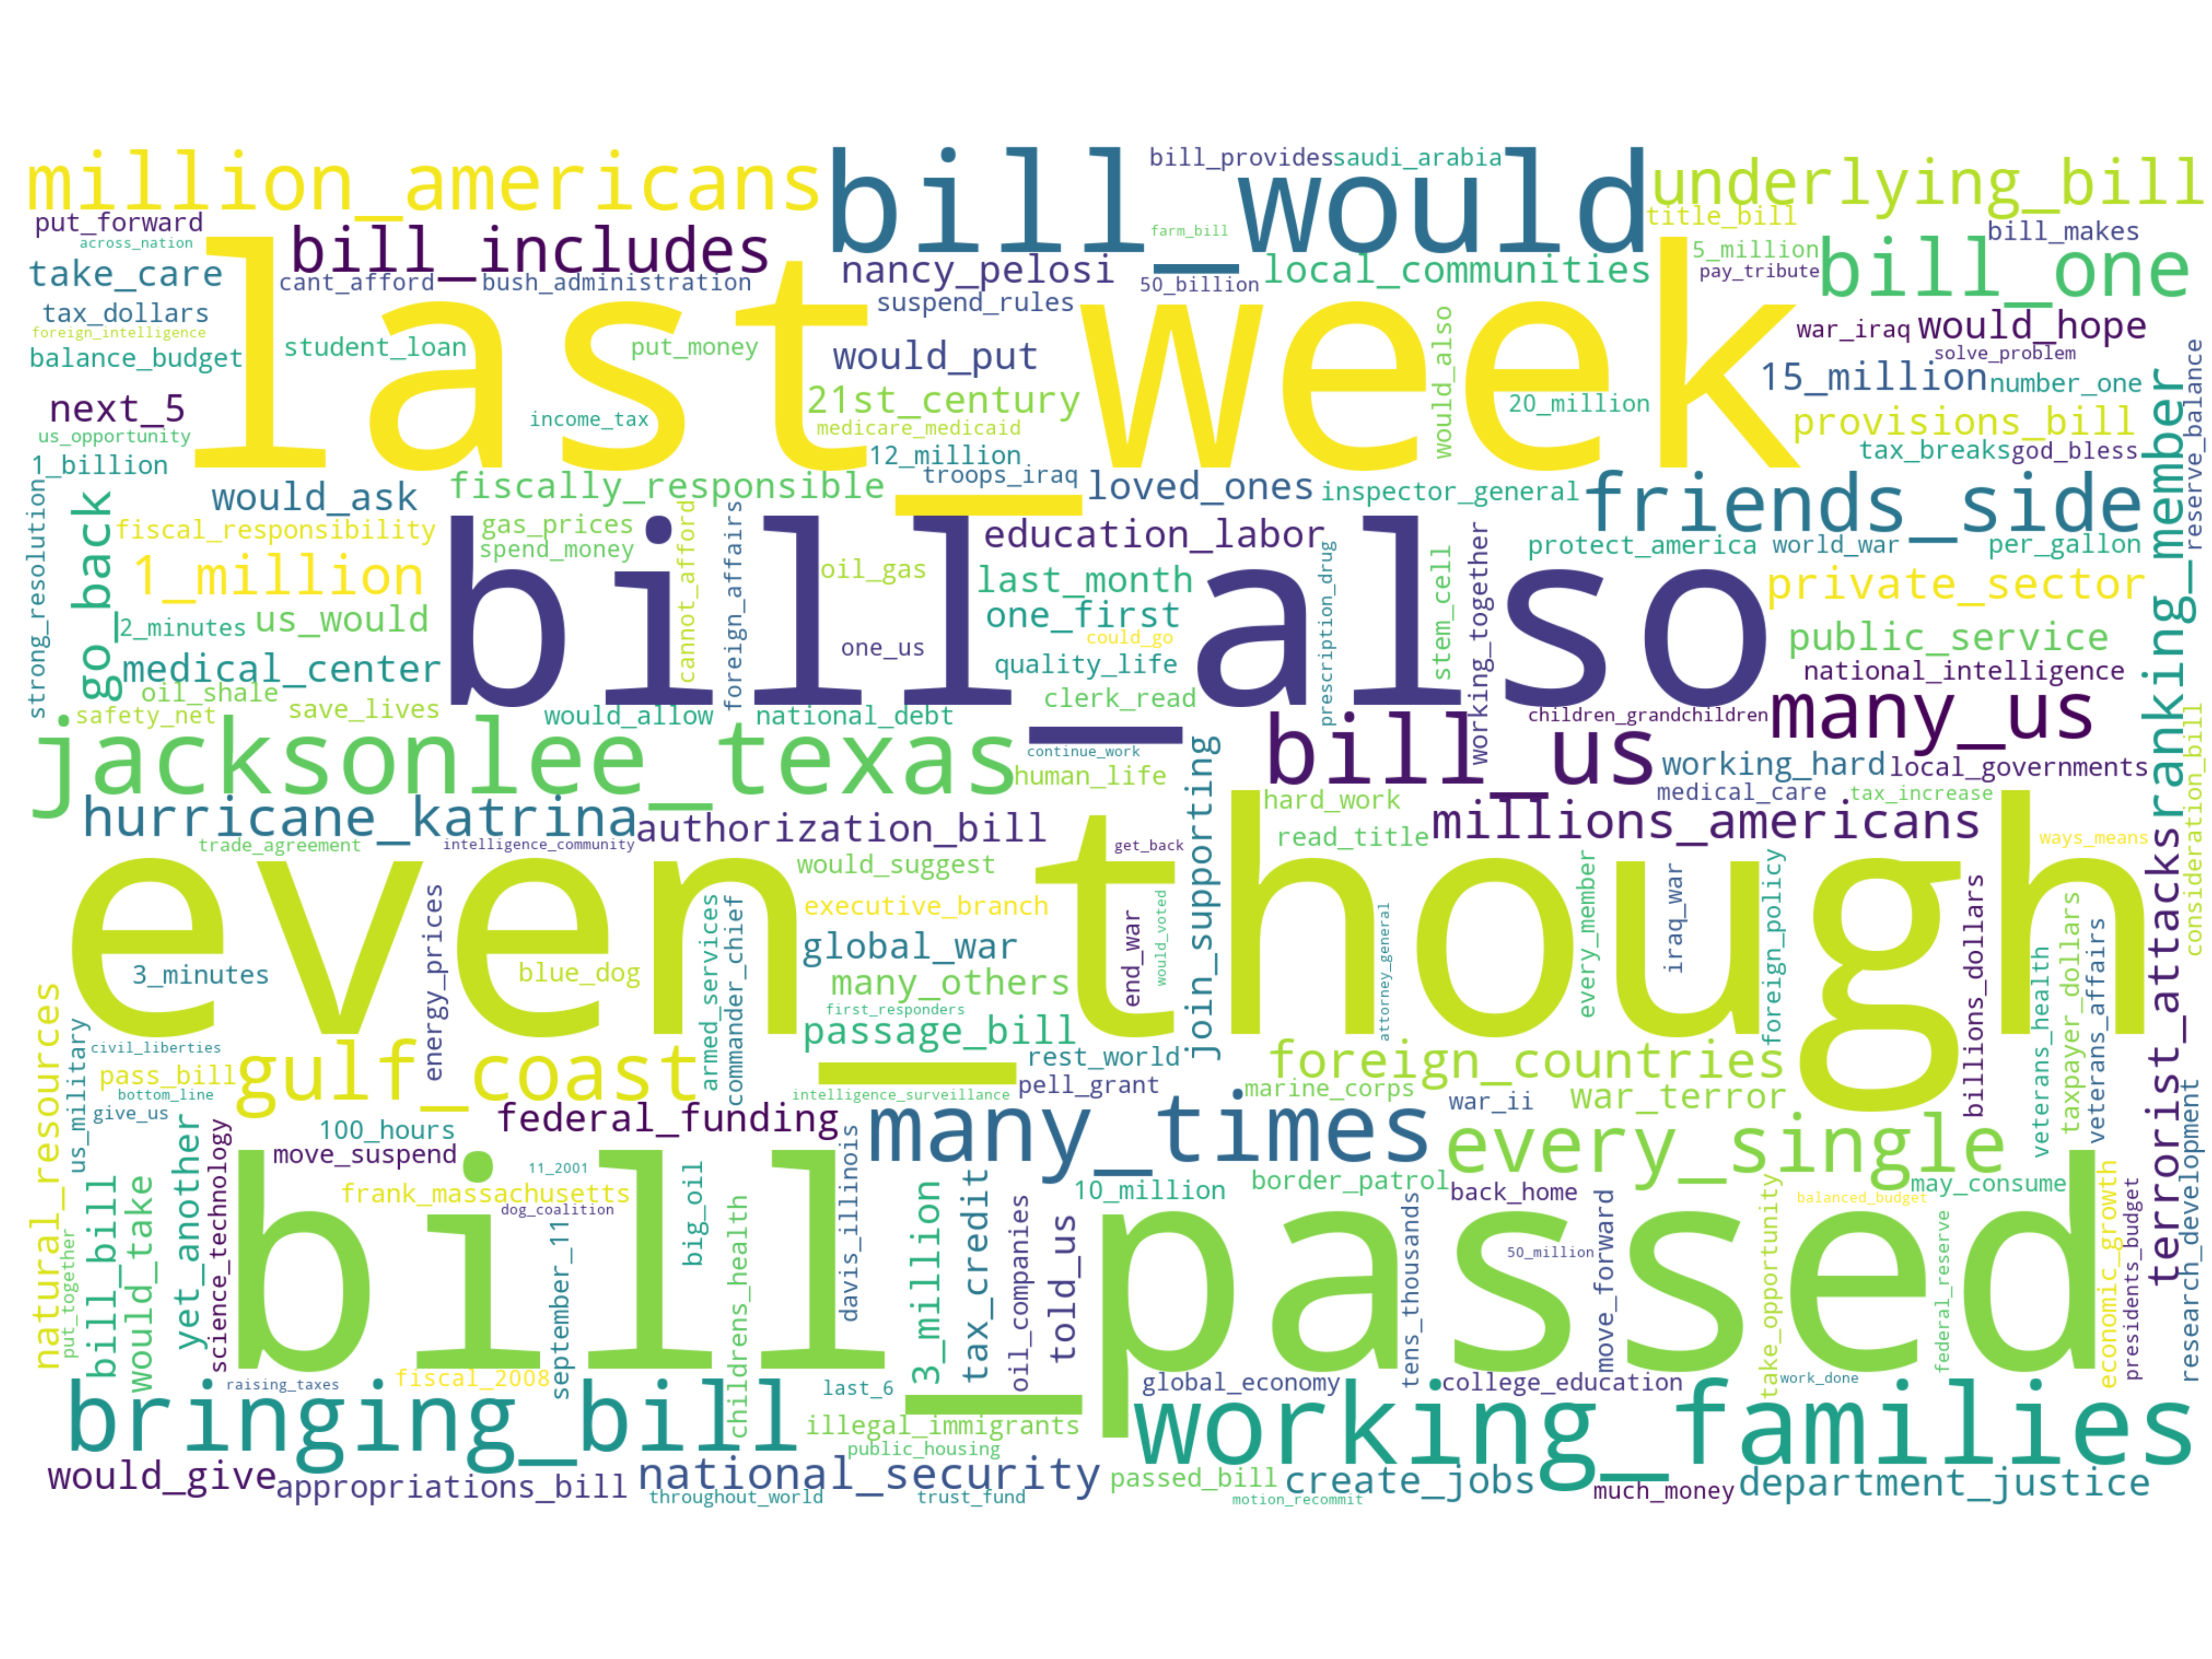 million_americans
bill_would
bill_provides
saudi_arabia
underlying_bill
put_forward
across_nation
bill_includes
farm_bill
title_bill
bill_makes
take_care
cant_afford
bush_administration
nancy_pelosi
50_billion
local_communities
5_million
pay_tribute
bill_one
tax_dollars
foreign_intelligence
last_week
suspend_rules
war_iraq
would_hope
balance_budget
student_loan
put_money
would_put
would_also
solve_problem
reserve_balance
next_5
us_opportunity
income_tax
21st_century
medicare_medicaid
20_million
15_million
number_one
provisions_bill
ranking_member
1_billion
12_million
tax_breaks
god_bless
strong_resolution
go_back
would_ask
fiscally_responsible
troops_iraq
loved_ones
inspector_general
friends_side
fiscal_responsibility
gas_prices
spend_money
cannot_afford
foreign_affairs
education_labor
protect_america
world_war
per_gallon
1_million
bill_also
oil_gas
last_month
prescription_drug
stem_cell
working_together
private_sector
2_minutes
us_would
one_us
one_first
could_go
public_service
medical_center
quality_life
national_intelligence
oil_shale
safety_net
save_lives
would_allow
national_debt
clerk_read
children_grandchildren
many_us
consideration_bill
jacksonlee_texas
continue_work
human_life
join_supporting
bill_us
working_hard
local_governments
hurricane_katrina
authorization_bill
hard_work
medical_care
tax_increase
trade_agreement
intelligence_community
get_back
read_title
millions_americans
ways_means
even_though
would_suggest
energy_prices
armed_services
commander_chief
executive_branch
end_war
would_voted
attorney_general
every_member
iraq_war
foreign_policy
billions_dollars
veterans_health
taxpayer_dollars
veterans_affairs
terrorist_attacks
3_minutes
blue_dog
global_war
many_others
first_responders
natural_resources
us_military
civil_liberties
passage_bill
pass_bill
bottom_line
give_us
gulf_coast
rest_world
pell_grant
foreign_countries
intelligence_surveillance
marine_corps
war_ii
war_terror
100_hours
federal_funding
many_times
every_single
research_development
move_suspend
11_2001
put_together
bill_bill
would_take
yet_another
science_technology
frank_massachusetts
dog_coalition
big_oil
davis_illinois
3_million
tax_credit
oil_companies
told_us
10_million
border_patrol
back_home
may_consume
balanced_budget
bill_passed
september_11
childrens_health
tens_thousands
50_million
move_forward
take_opportunity
federal_reserve
economic_growth
presidents_budget
raising_taxes
fiscal_2008
last_6
global_economy
college_education
work_done
bringing_bill
illegal_immigrants
public_housing
working_families
would_give
appropriations_bill
national_security
throughout_world
trust_fund
passed_bill
motion_recommit
create_jobs
much_money
department_justice